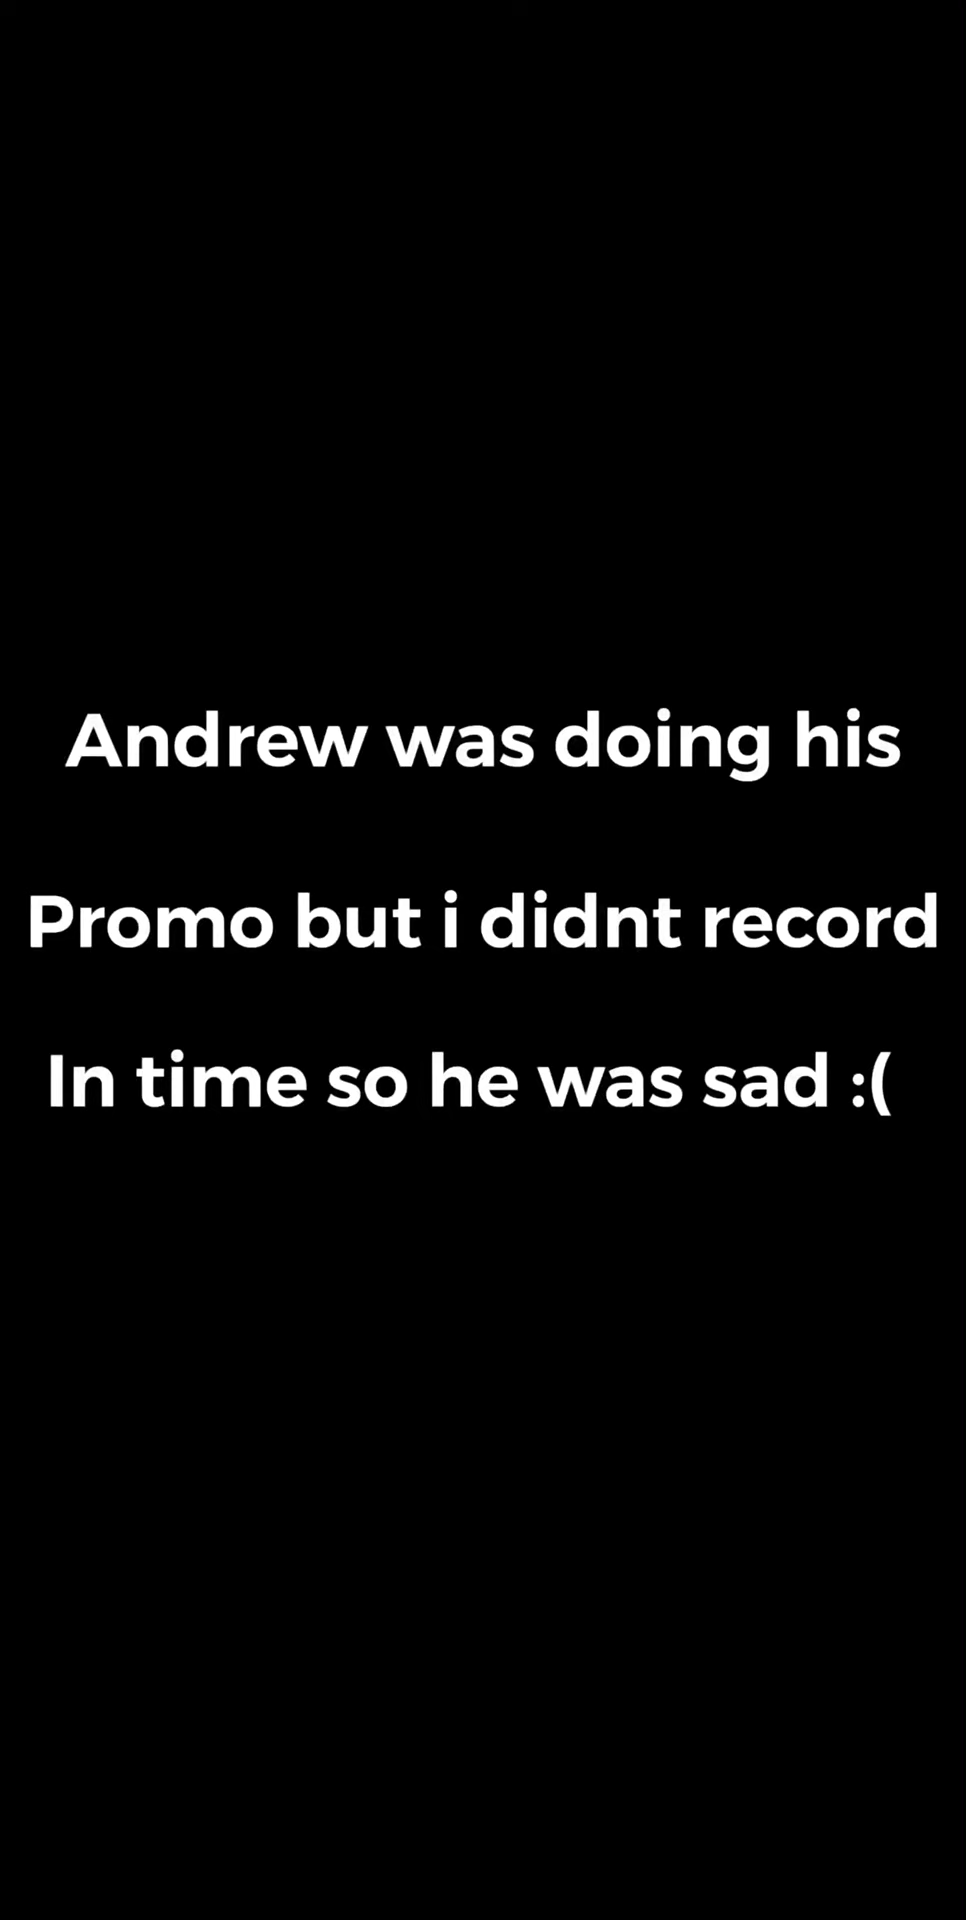 Andrew was doing his
Promo but i didnt record
In time so he was sad :(